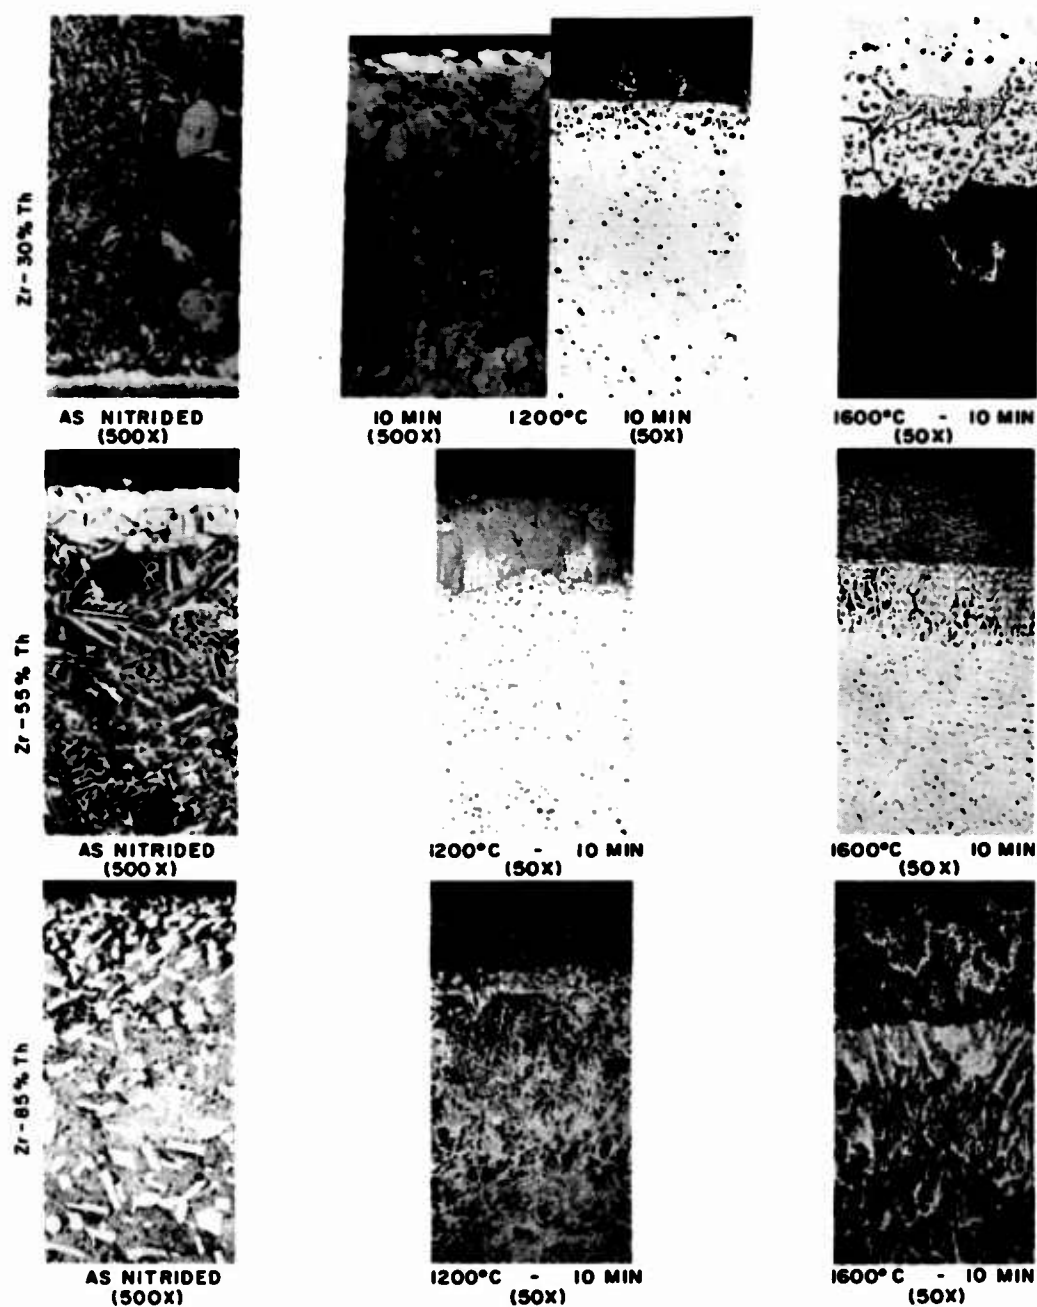 Zr-30% Th
AS NITRIDED
(500X)
10 MIN 1200°C 10 MIN
(500X) (50X)
1600°C - 10 MIN
(50X)
Zr-55% Th
AS NITRIDED
(500X)
1200°C - 10 MIN
(50X)
1600°C 10 MIN
(50X)
Zr-85% Th
AS NITRIDED
(500X)
1200°C - 10 MIN
(50X)
1600°C - 10 MIN
(50X)